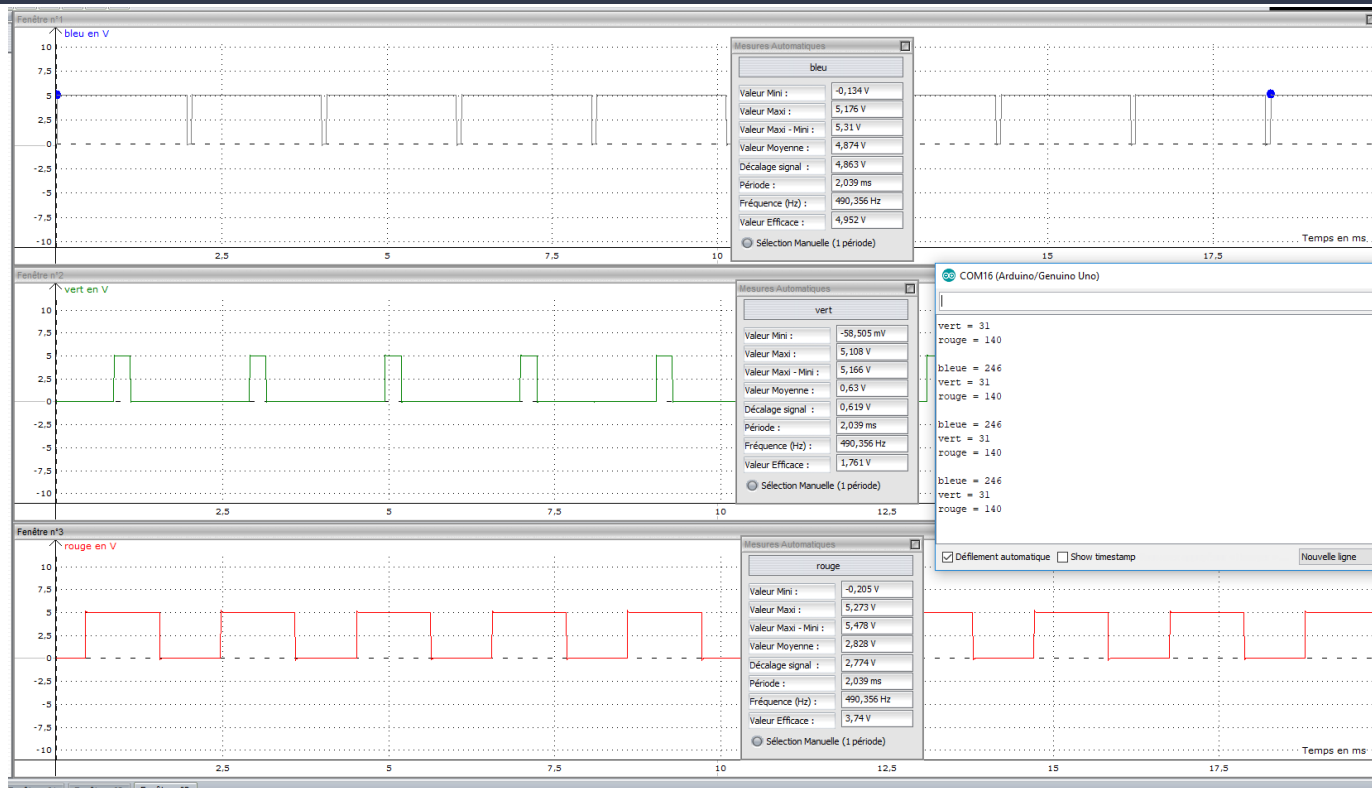 Fenêtre n°1
bleu en V
10
7,5
5
2,5
0
-2,5
-5
-7,5
-10
2,5
5
7,5
10
15
17,5
Temps en ms
Mesures Automatiques
bleu
Valeur Mini : -0,134 V
Valeur Maxi : 5,176 V
Valeur Maxi - Mini : 5,31 V
Valeur Moyenne : 4,874 V
Décalage signal : 4,863 V
Période : 2,039 ms
Fréquence (Hz) : 490,356 Hz
Valeur Efficace : 4,952 V
Sélection Manuelle (1 période)
Fenêtre n°2
vert en V
10
7,5
5
2,5
0
-2,5
-5
-7,5
-10
2,5
5
7,5
10
12,5
Mesures Automatiques
vert
Valeur Mini : -58,505 mV
Valeur Maxi : 5,108 V
Valeur Maxi - Mini : 5,166 V
Valeur Moyenne : 0,63 V
Décalage signal : 0,619 V
Période : 2,039 ms
Fréquence (Hz) : 490,356 Hz
Valeur Efficace : 1,761 V
Sélection Manuelle (1 période)
COM16 (Arduino/Genuino Uno)
vert = 31
rouge = 140
bleue = 246
vert = 31
rouge = 140
bleue = 246
vert = 31
rouge = 140
bleue = 246
vert = 31
rouge = 140
Défilement automatique
Show timestamp
Nouvelle ligne
Fenêtre n°3
rouge en V
10
7,5
5
2,5
0
-2,5
-5
-7,5
-10
2,5
5
7,5
10
12,5
15
17,5
Temps en ms
Mesures Automatiques
rouge
Valeur Mini : -0,205 V
Valeur Maxi : 5,273 V
Valeur Maxi - Mini : 5,478 V
Valeur Moyenne : 2,828 V
Décalage signal : 2,774 V
Période : 2,039 ms
Fréquence (Hz) : 490,356 Hz
Valeur Efficace : 3,74 V
Sélection Manuelle (1 période)